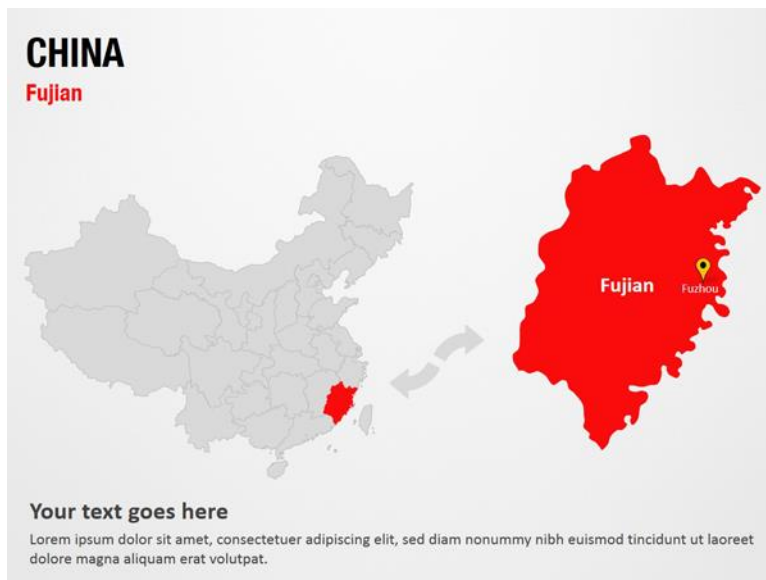 CHINA
Fujian
Fujian
Fuzhou
Your text goes here
Lorem ipsum dolor sit amet, consectetuer adipiscing elit, sed diam nonummy nibh euismod tincidunt ut laoreet
dolore magna aliquam erat volutpat.